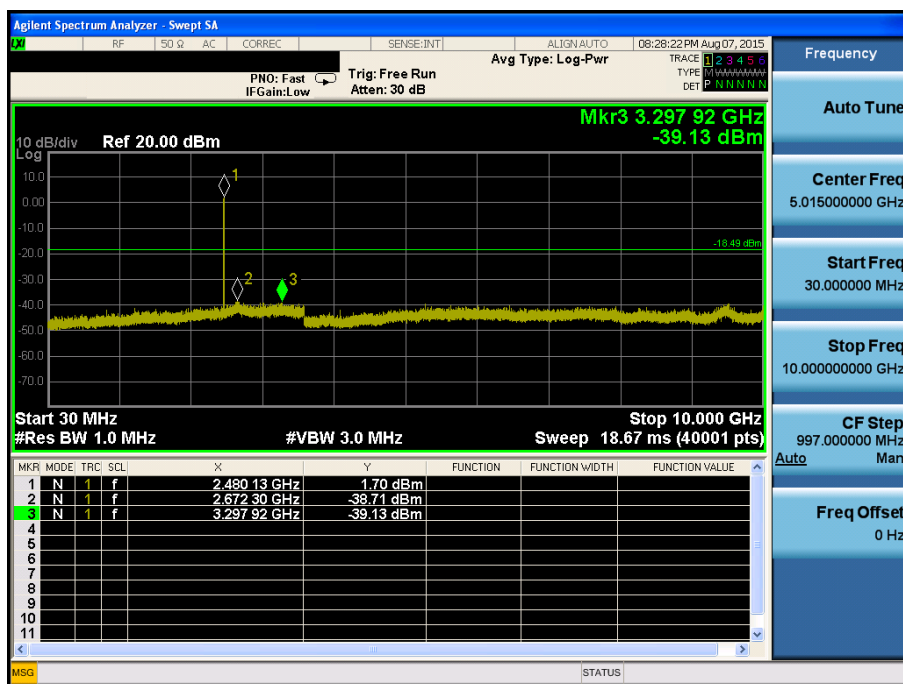 Agilent Spectrum Analyzer - Swept SA
LXI RF 50 Ω AC CORREC SENSE:INT ALIGNAUTO 08:28:22 PM Aug 07, 2015
Avg Type: Log-Pwr TRACE 1 2 3 4 5 6
PNO: Fast Trig: Free Run TYPE MWWWWW
IFGain:Low Atten: 30 dB DET P N N N N N
Mkr3 3.297 92 GHz
-39.13 dBm
10 dB/div Ref 20.00 dBm
Log
10.0
0.00
-10.0
-20.0
-30.0
-40.0
-50.0
-60.0
-70.0
1
2
3
-18.49 dBm
Start 30 MHz Stop 10.000 GHz
#Res BW 1.0 MHz #VBW 3.0 MHz Sweep 18.67 ms (40001 pts)
MKR MODE TRC SCL X Y FUNCTION FUNCTION WIDTH FUNCTION VALUE
1 N 1 f 2.480 13 GHz 1.70 dBm
2 N 1 f 2.672 30 GHz -38.71 dBm
3 N 1 f 3.297 92 GHz -39.13 dBm
4
5
6
7
8
9
10
11
MSG STATUS
Frequency
Auto Tune
Center Freq
5.015000000 GHz
Start Freq
30.000000 MHz
Stop Freq
10.000000000 GHz
CF Step
997.000000 MHz
Auto Man
Freq Offset
0 Hz